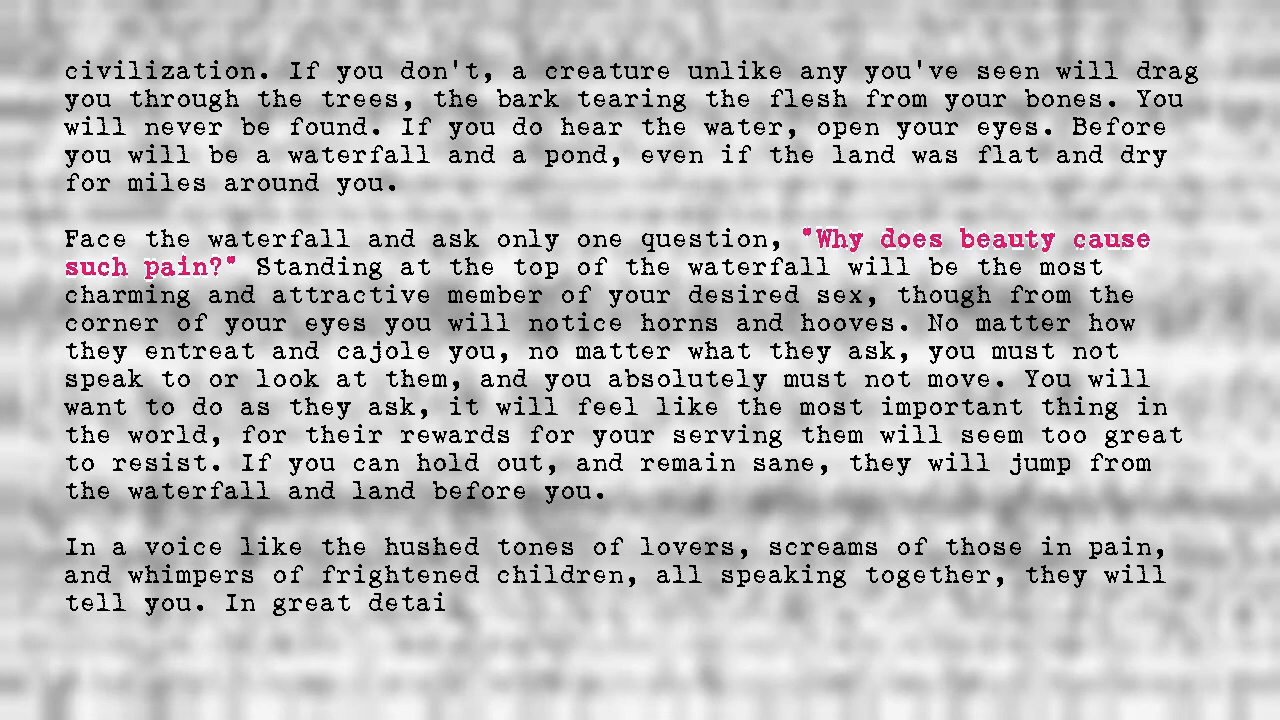 civilization. If you don't, a creature unlike any you've seen will drag
you through the trees, the bark tearing the flesh from your bones. You
will never be found. If you do hear the water, open your eyes. Before
you will be a waterfall and a pond, even if the land was flat and dry
for miles around you.
Face the waterfall and ask only one question, "Why does beauty cause
such pain?" Standing at the top of the waterfall will be the most
charming and attractive member of your desired sex, though from the
corner of your eyes you will notice horns and hooves. No matter how
they entreat and cajole you, no matter what they ask, you must not
speak to or look at them, and you absolutely must not move. You will
want to do as they ask, it will feel like the most important thing in
the world, for their rewards for your serving them will seem too great
to resist. If you can hold out, and remain sane, they will jump from
the waterfall and land before you.
In a voice like the hushed tones of lovers, screams of those in pain,
and whimpers of frightened children, all speaking together, they will
tell you. In great detai